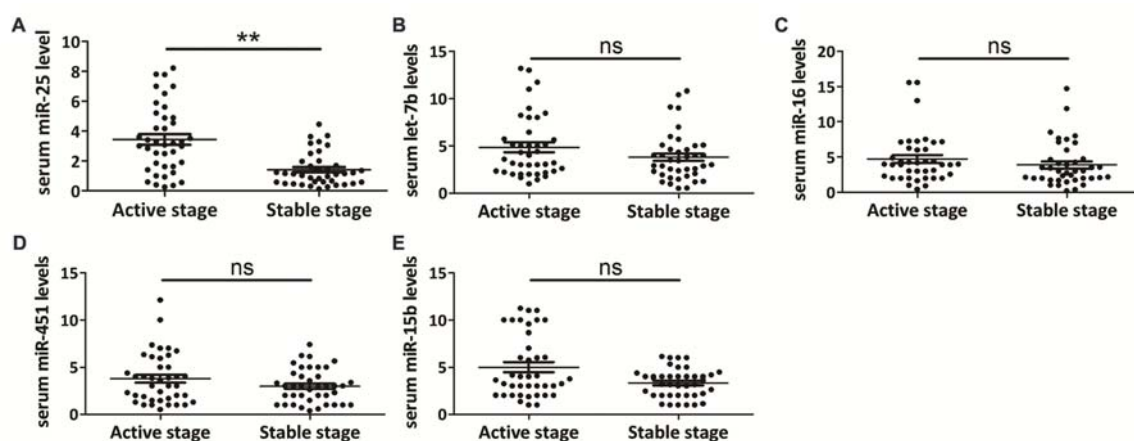 A
serum miR-25 level
10
8
6
4
2
0
**
Active stage
Stable stage
B
serum let-7b levels
15
10
5
0
ns
Active stage
Stable stage
C
serum miR-16 levels
20
15
10
5
0
ns
Active stage
Stable stage
D
serum miR-451 levels
15
10
5
0
ns
Active stage
Stable stage
E
serum miR-15b levels
15
10
5
0
ns
Active stage
Stable stage